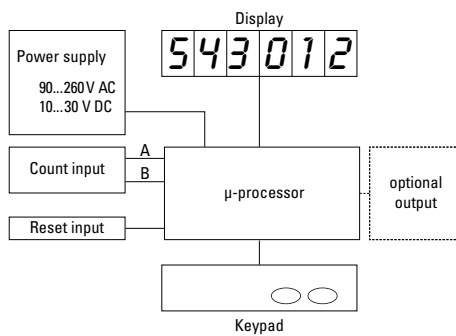 Display
543012
Power supply
90...260 V AC
10...30 V DC
Count input
A
B
µ-processor
optional
output
Reset input
Keypad